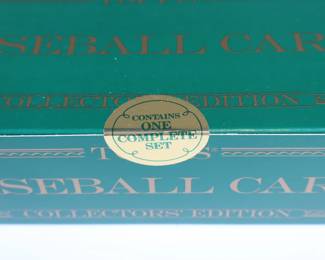 SEBALL CAR
COLLECTORS' EDITION
CONTAINS
ONE
COMPLETE
SET
SEBALL CAR
COLLECTORS' EDITION